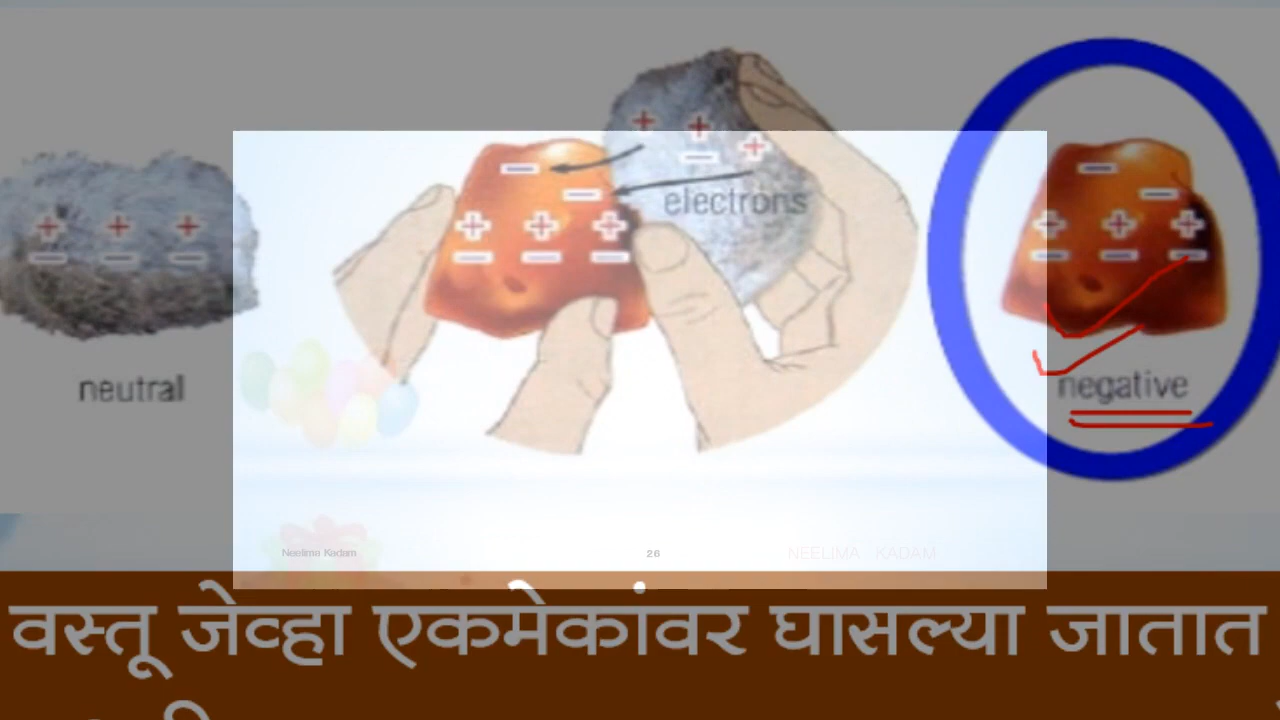 electrons
neutral
negative
Neelima Kadam
26
NEELIMA KADAM
वस्तू जेव्हा एकमेकांवर घासल्या जातात